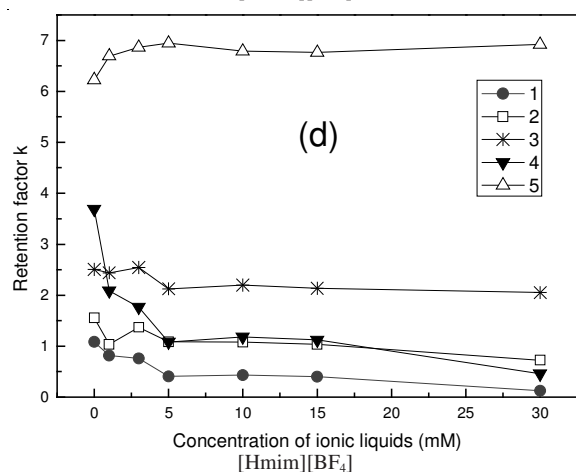 7
6
5
4
3
2
1
0
Retention factor k
(d)
1
2
3
4
5
0 5 10 15 20 25 30
Concentration of ionic liquids (mM)
[Hmim][BF₄]